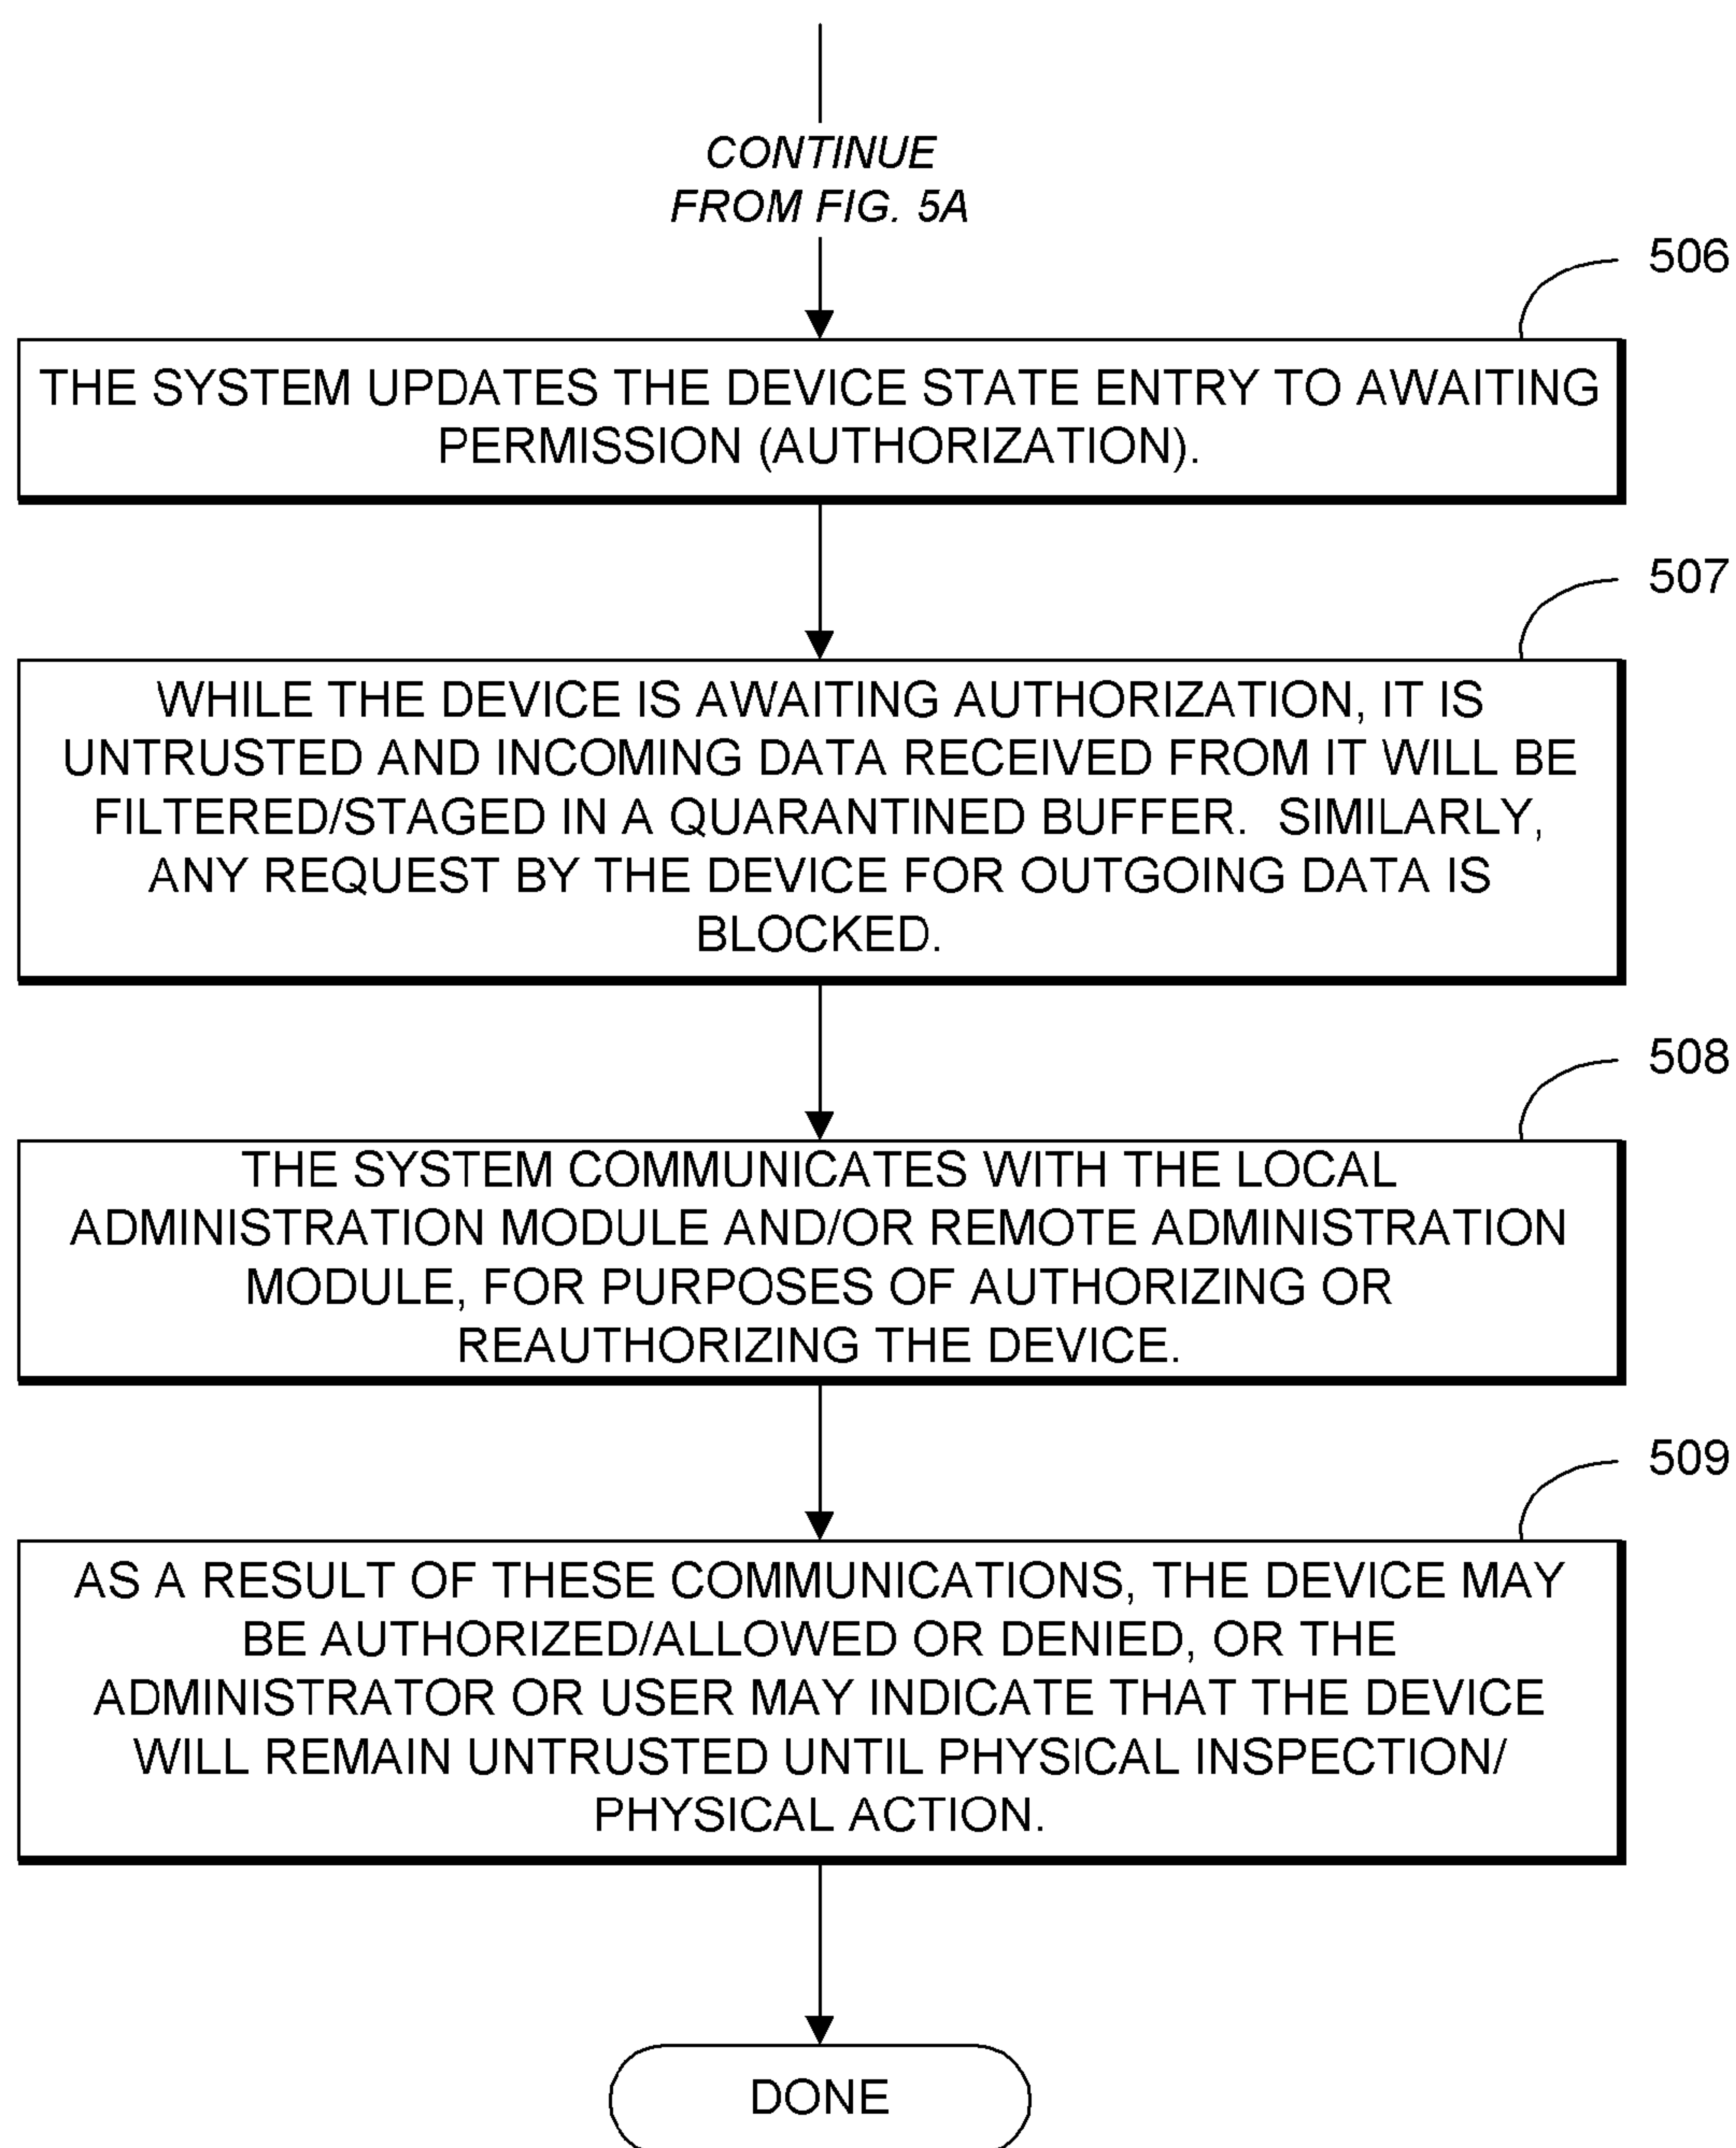 CONTINUE
FROM FIG. 5A
506
THE SYSTEM UPDATES THE DEVICE STATE ENTRY TO AWAITING
PERMISSION (AUTHORIZATION).
507
WHILE THE DEVICE IS AWAITING AUTHORIZATION, IT IS
UNTRUSTED AND INCOMING DATA RECEIVED FROM IT WILL BE
FILTERED/STAGED IN A QUARANTINED BUFFER. SIMILARLY,
ANY REQUEST BY THE DEVICE FOR OUTGOING DATA IS
BLOCKED.
508
THE SYSTEM COMMUNICATES WITH THE LOCAL
ADMINISTRATION MODULE AND/OR REMOTE ADMINISTRATION
MODULE, FOR PURPOSES OF AUTHORIZING OR
REAUTHORIZING THE DEVICE.
509
AS A RESULT OF THESE COMMUNICATIONS, THE DEVICE MAY
BE AUTHORIZED/ALLOWED OR DENIED, OR THE
ADMINISTRATOR OR USER MAY INDICATE THAT THE DEVICE
WILL REMAIN UNTRUSTED UNTIL PHYSICAL INSPECTION/
PHYSICAL ACTION.
DONE